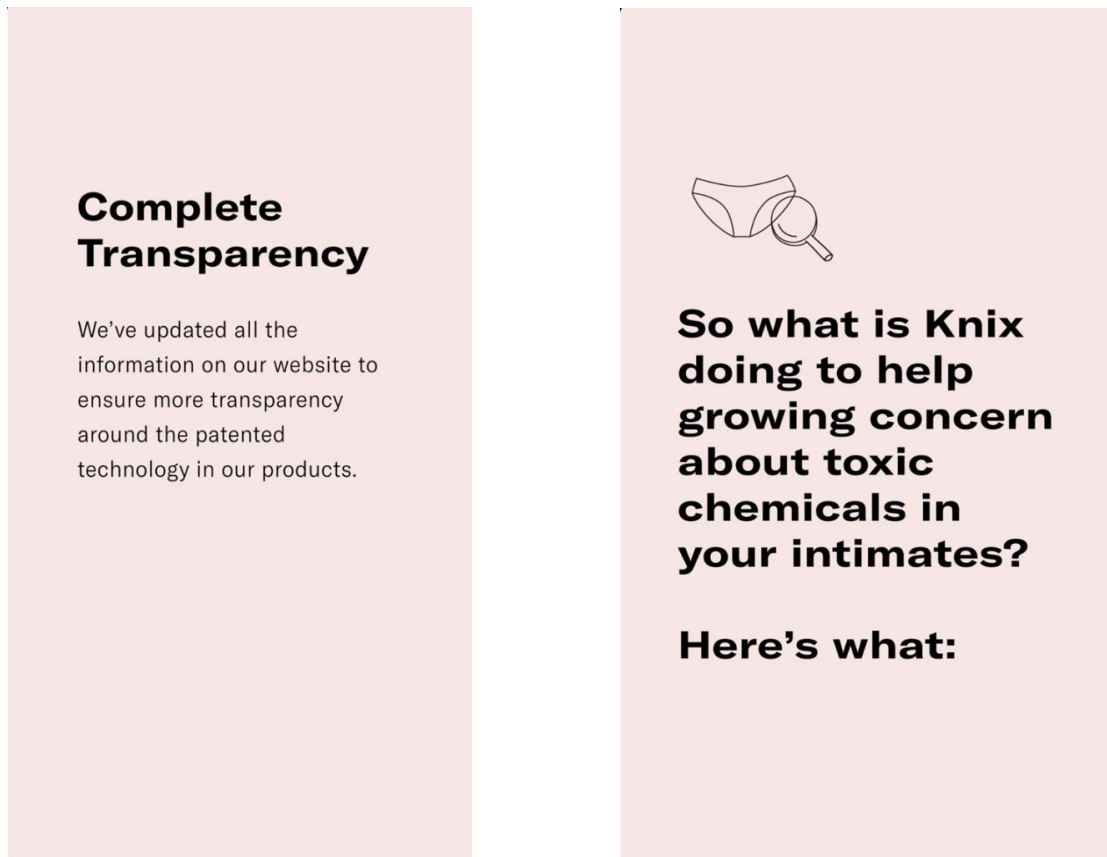 Complete
Transparency
We've updated all the
information on our website to
ensure more transparency
around the patented
technology in our products.
So what is Knix
doing to help
growing concern
about toxic
chemicals in
your intimates?
Here's what: